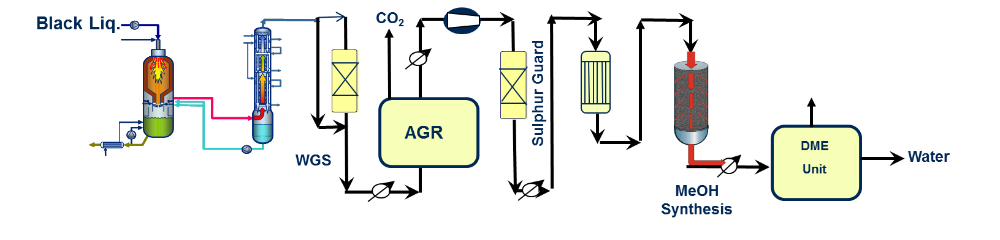 Black Liq.
CO2
WGS
AGR
Sulphur Guard
MeOH
Synthesis
DME
Unit
Water